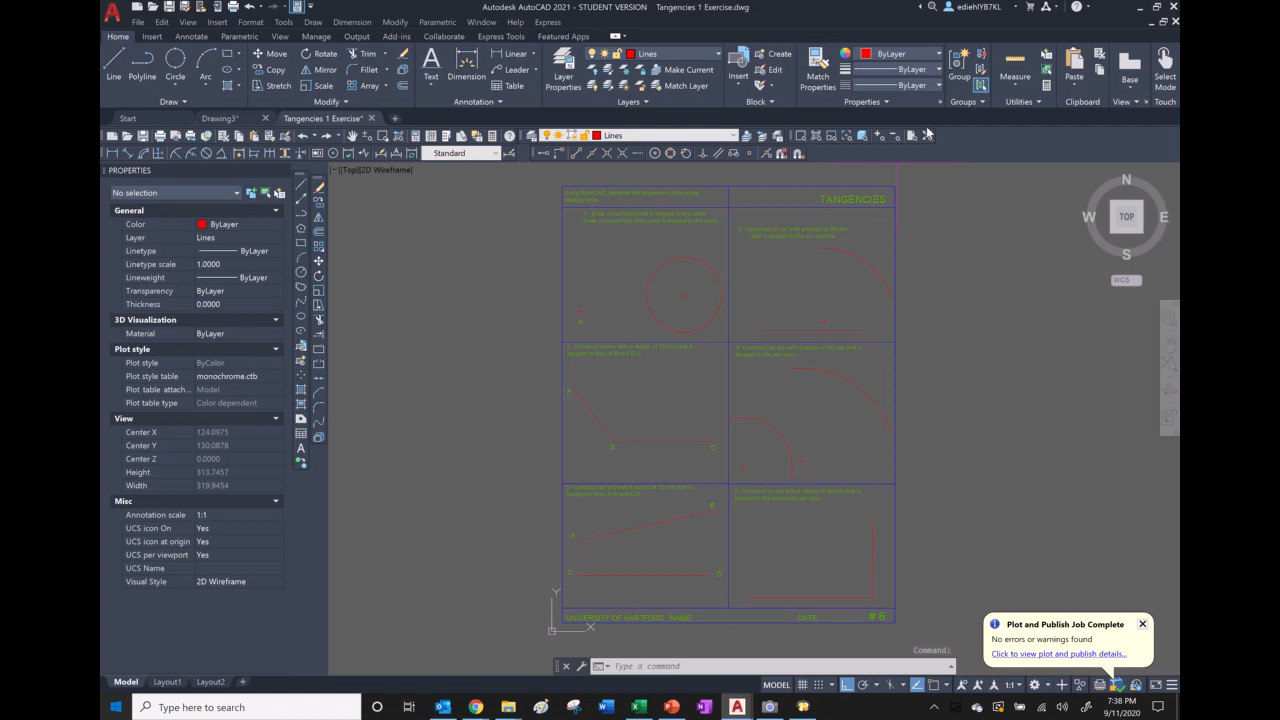 Autodesk AutoCAD 2021 - STUDENT VERSION Tangencies 1 Exercise.dwg
ediehlYB7KL
File Edit View Insert Format Tools Draw Dimension Modify Parametric Window Help Express
Home Insert Annotate Parametric View Manage Output Add-ins Collaborate Express Tools Featured Apps
Line Polyline Circle Arc
Move Rotate Trim
Copy Mirror Fillet
Stretch Scale Array
Text Dimension
Linear
Leader
Table
Layer Properties
Lines
Make Current
Match Layer
Insert
Create
Edit
Match Properties
ByLayer
ByLayer
ByLayer
Group
Measure
Paste
Base
Select Mode
Draw Modify Annotation Layers Block Properties Groups Utilities Clipboard View Touch
Start Drawing3* Tangencies 1 Exercise*
Lines
Standard
PROPERTIES
[−][Top][2D Wireframe]
No selection
General
Color ByLayer
Layer Lines
Linetype ByLayer
Linetype scale 1.0000
Lineweight ByLayer
Transparency ByLayer
Thickness 0.0000
3D Visualization
Material ByLayer
Plot style
Plot style ByColor
Plot style table monochrome.ctb
Plot table attach... Model
Plot table type Color dependent
View
Center X 124.0975
Center Y 130.0878
Center Z 0.0000
Height 313.7457
Width 319.9454
Misc
Annotation scale 1:1
UCS icon On Yes
UCS icon at origin Yes
UCS per viewport Yes
UCS Name
Visual Style 2D Wireframe
TANGENCIES
A
A
B
C
A
B
D
UNIVERSITY OF HARTFORD NAME DATE # 6
Y
X
N
W TOP E
S
WCS
Plot and Publish Job Complete
No errors or warnings found
Click to view plot and publish details...
Command:
Type a command
Model Layout1 Layout2
MODEL
1:1
Type here to search
7:38 PM
9/11/2020